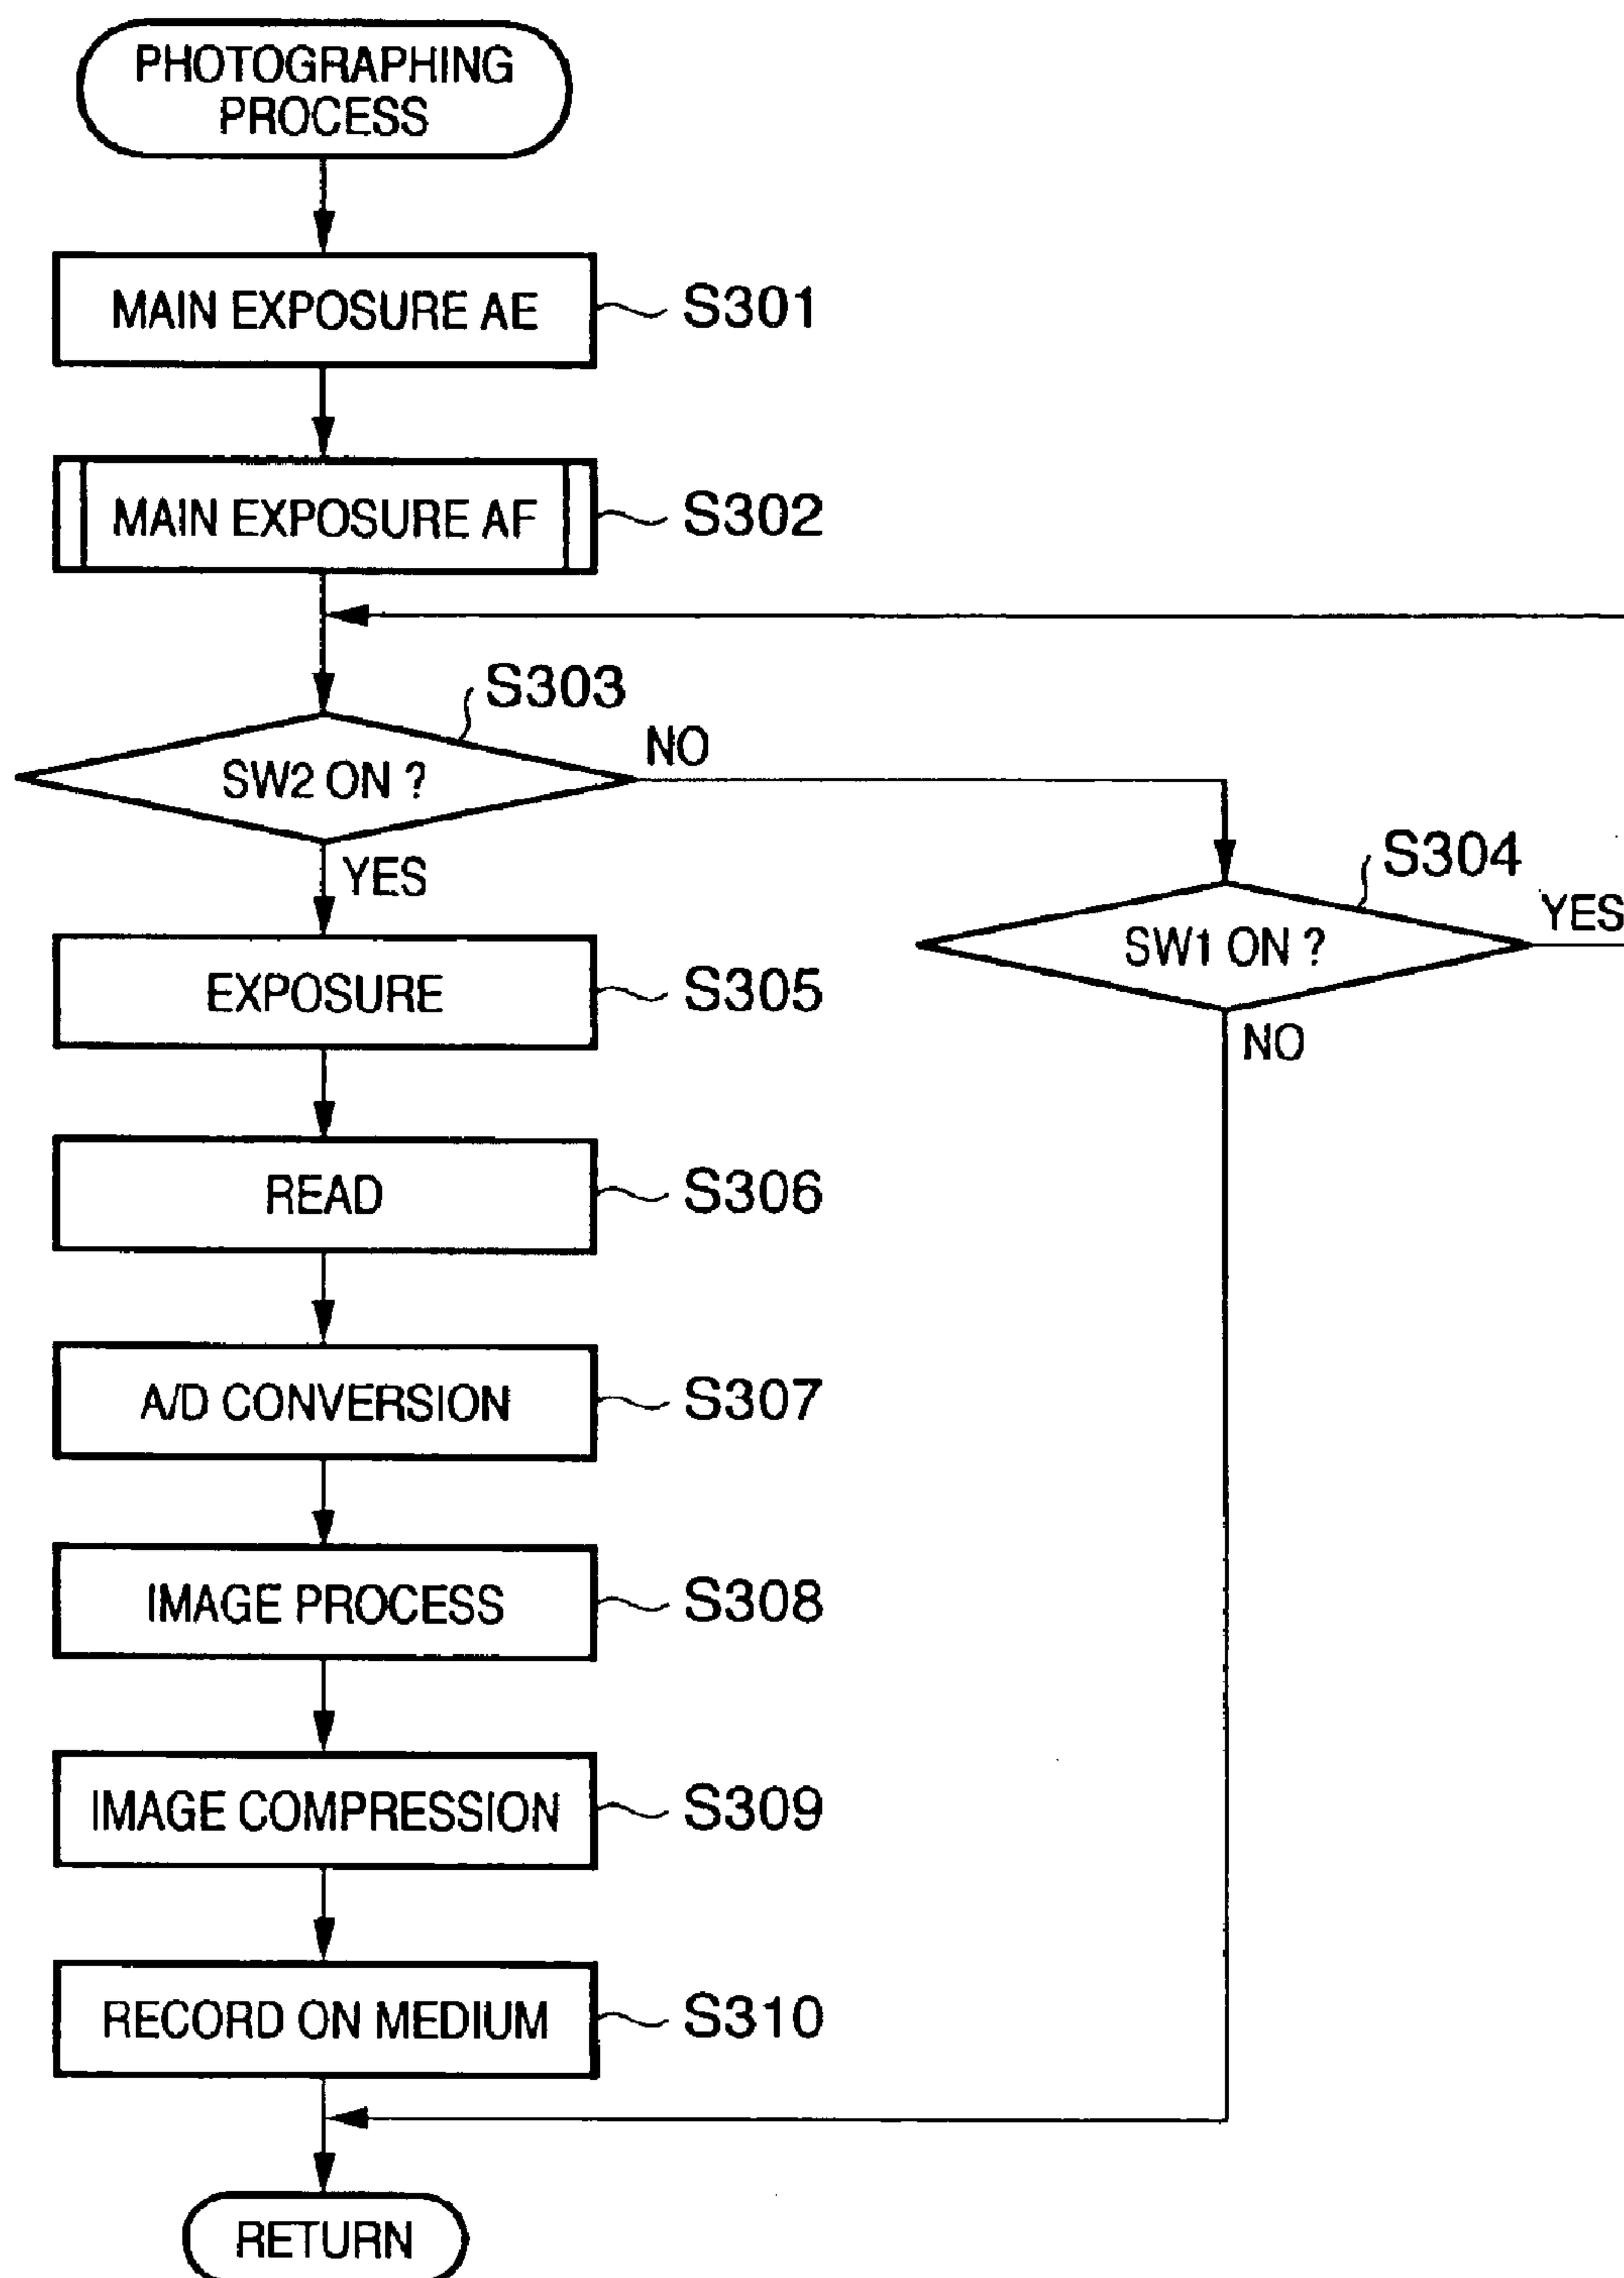 PHOTOGRAPHING
PROCESS
MAIN EXPOSURE AE
S301
MAIN EXPOSURE AF
S302
S303
SW2 ON ?
NO
YES
S304
SW1 ON ?
YES
NO
EXPOSURE
S305
READ
S306
A/D CONVERSION
S307
IMAGE PROCESS
S308
IMAGE COMPRESSION
S309
RECORD ON MEDIUM
S310
RETURN